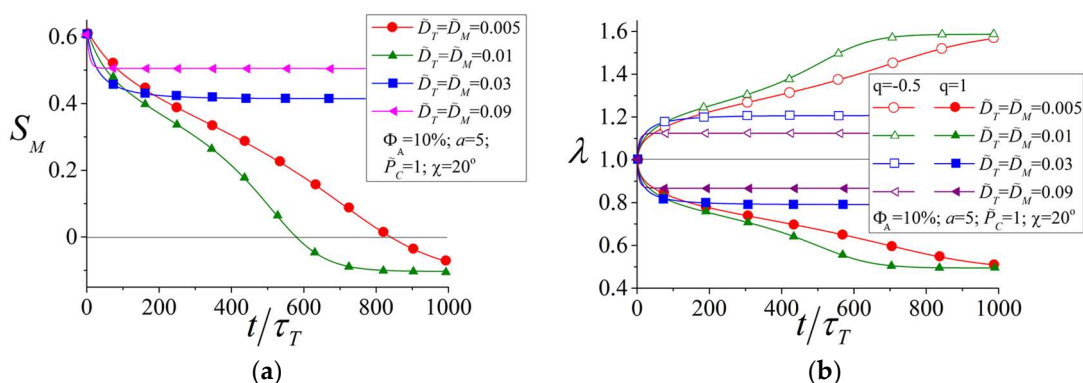 0.6
0.4
0.2
0
S_M
0 200 400 600 800 1000
t/τ_T
D̃_T=D̃_M=0.005
D̃_T=D̃_M=0.01
D̃_T=D̃_M=0.03
D̃_T=D̃_M=0.09
Φ_A=10%; a=5;
P̃_C=1; χ=20°
(a)
1.6
1.4
1.2
1.0
0.8
0.6
0.4
λ
0 200 400 600 800 1000
t/τ_T
q=-0.5 q=1
D̃_T=D̃_M=0.005
D̃_T=D̃_M=0.01
D̃_T=D̃_M=0.03
D̃_T=D̃_M=0.09
Φ_A=10%; a=5; P̃_C=1; χ=20°
(b)